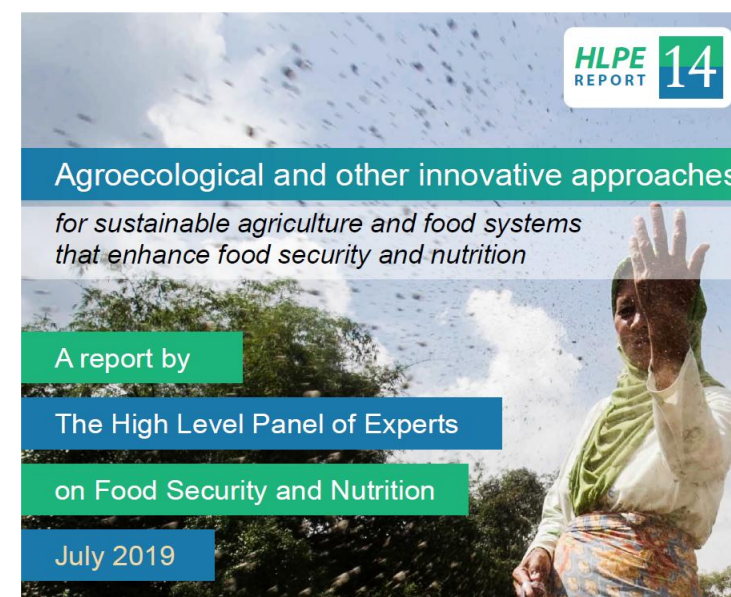 HLPE
REPORT 14
Agroecological and other innovative approaches
for sustainable agriculture and food systems
that enhance food security and nutrition
A report by
The High Level Panel of Experts
on Food Security and Nutrition
July 2019